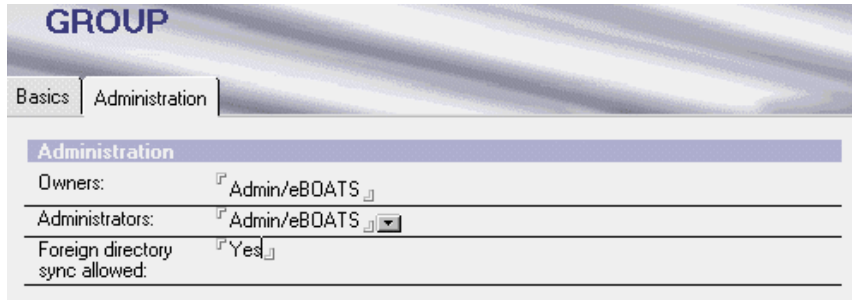 GROUP
Basics Administration
Administration
Owners: Admin/eBOATS
Administrators: Admin/eBOATS
Foreign directory Yes
sync allowed: